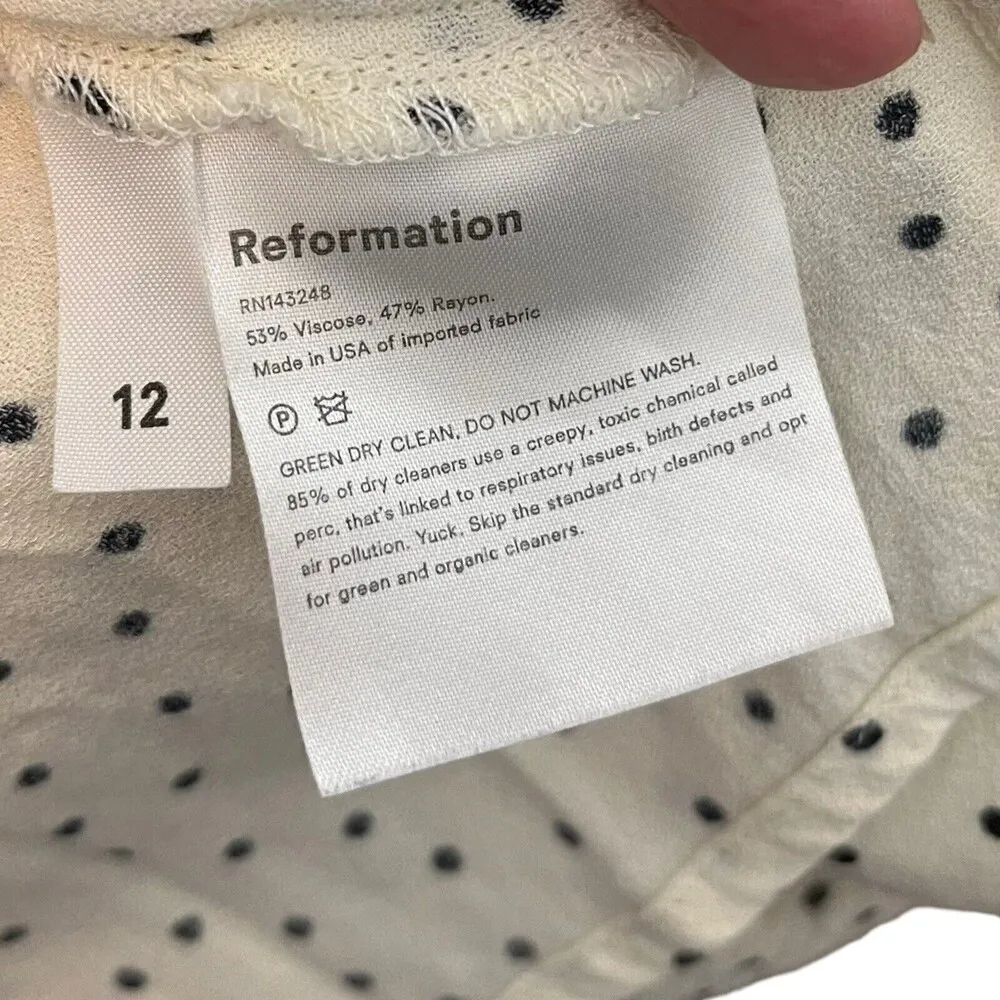 Reformation
RN143248
53% Viscose, 47% Rayon.
Made in USA of imported fabric
P
GREEN DRY CLEAN, DO NOT MACHINE WASH.
85% of dry cleaners use a creepy, toxic chemical called
perc, that's linked to respiratory issues, birth defects and
air pollution. Yuck. Skip the standard dry cleaning and opt
for green and organic cleaners.
12